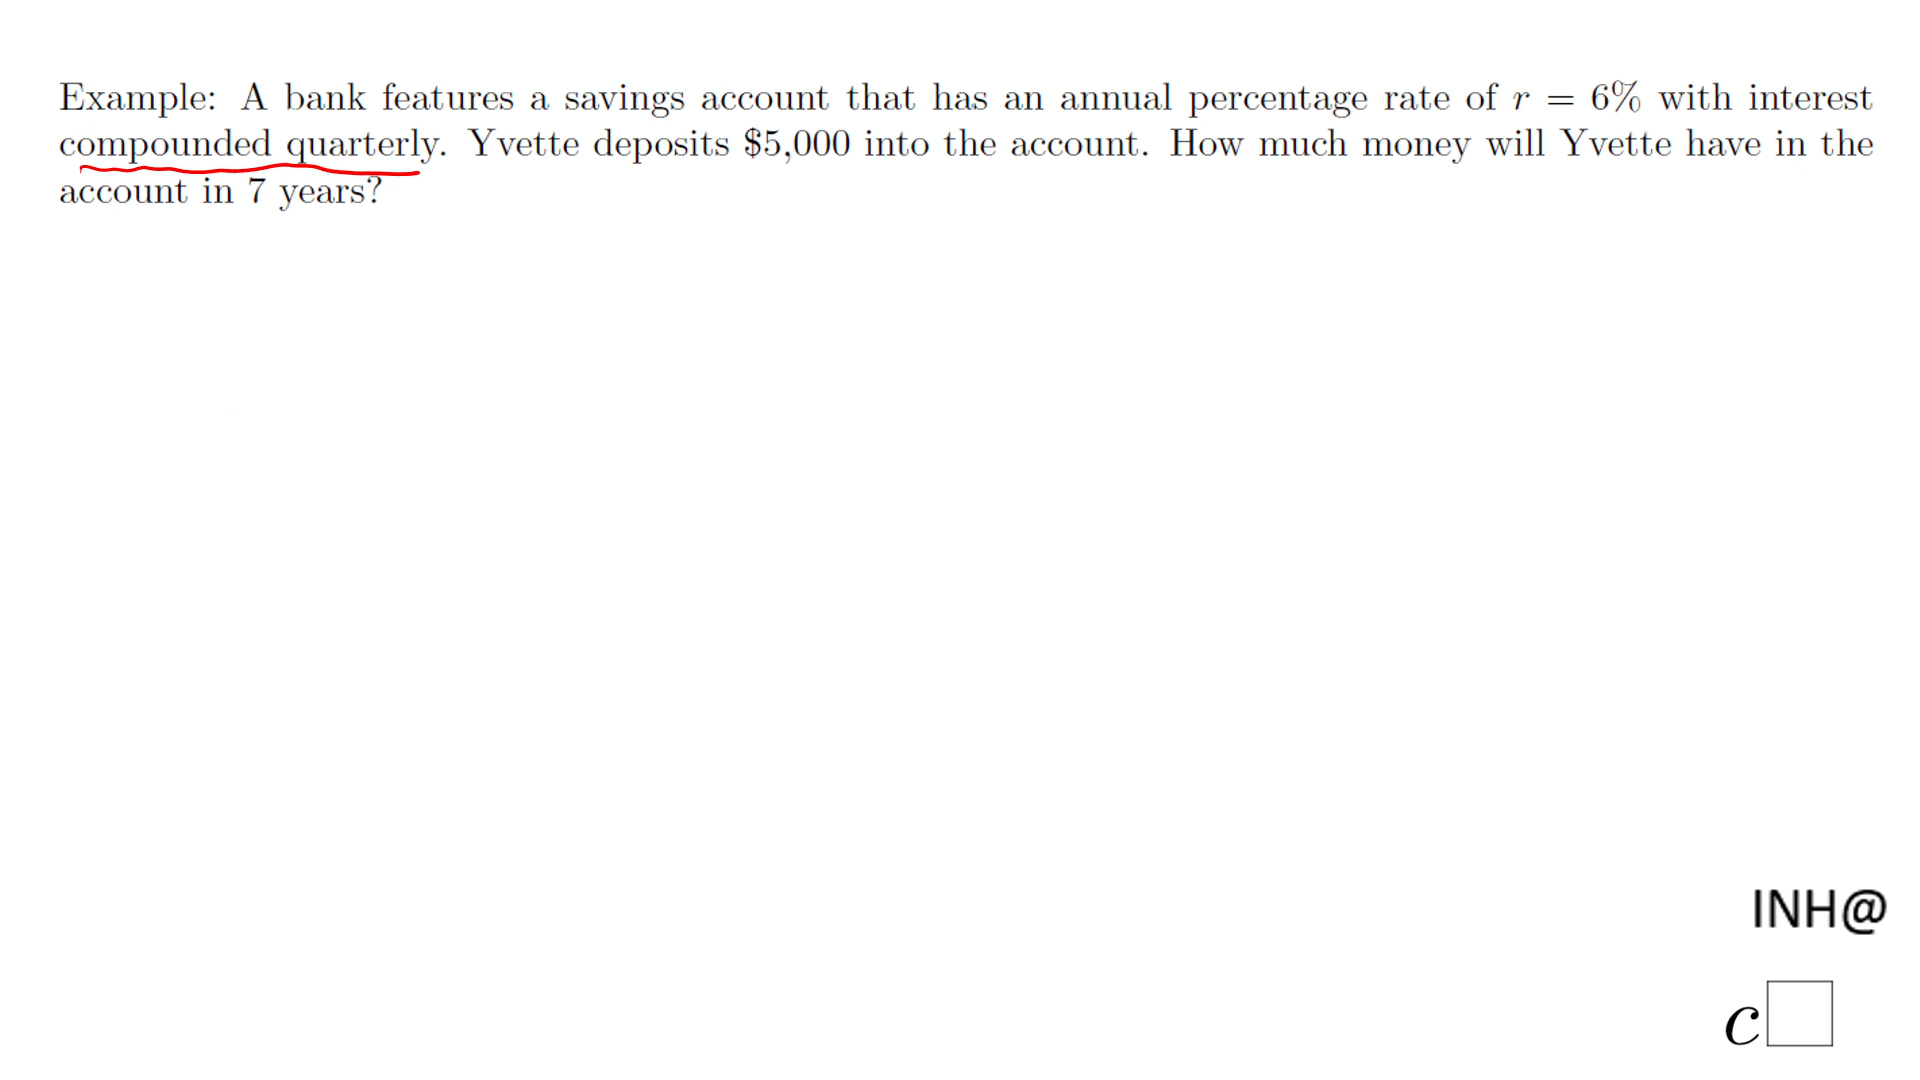 Example: A bank features a savings account that has an annual percentage rate of r = 6% with interest
compounded quarterly. Yvette deposits $5,000 into the account. How much money will Yvette have in the
account in 7 years?
INH@
c